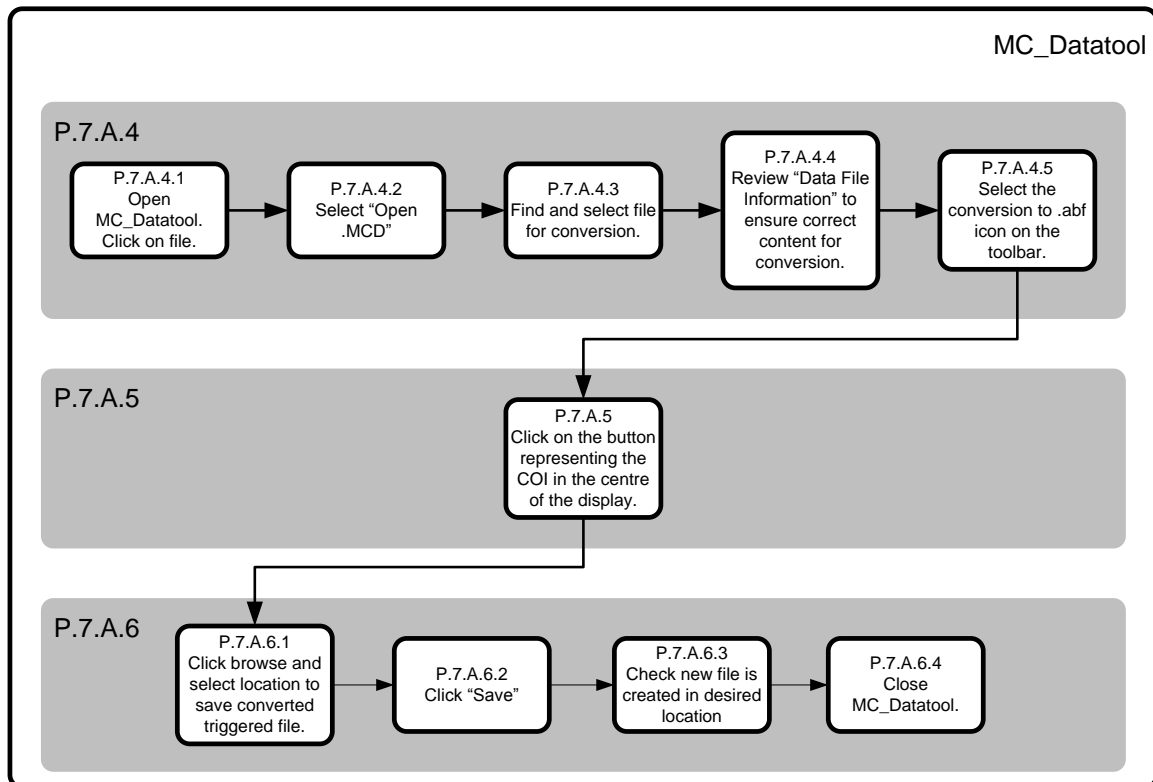 MC_Datatool
P.7.A.4
P.7.A.4.1
Open
MC_Datatool.
Click on file.
P.7.A.4.2
Select “Open
.MCD”
P.7.A.4.3
Find and select file
for conversion.
P.7.A.4.4
Review “Data File
Information” to
ensure correct
content for
conversion.
P.7.A.4.5
Select the
conversion to .abf
icon on the
toolbar.
P.7.A.5
P.7.A.5
Click on the button
representing the
COI in the centre
of the display.
P.7.A.6
P.7.A.6.1
Click browse and
select location to
save converted
triggered file.
P.7.A.6.2
Click “Save”
P.7.A.6.3
Check new file is
created in desired
location
P.7.A.6.4
Close
MC_Datatool.